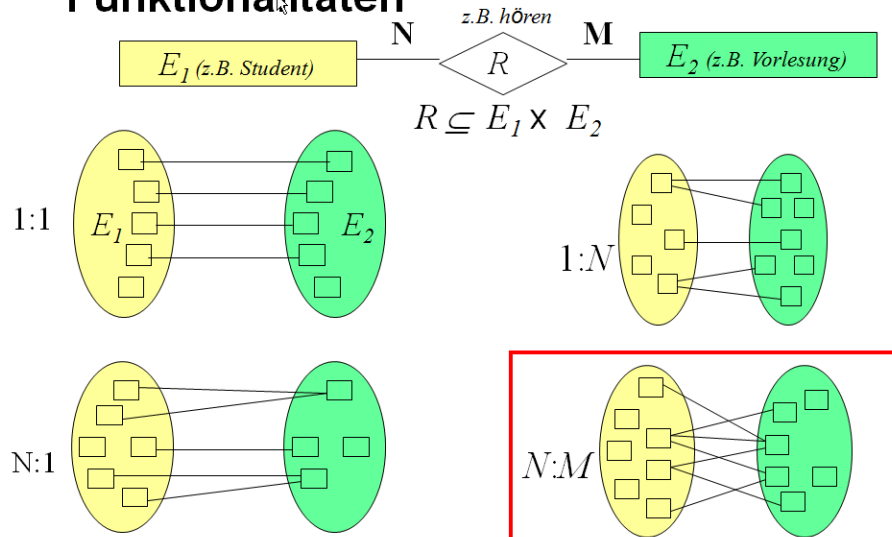 Funktionalitäten
z.B. hören
E1 (z.B. Student)
N
R
M
E2 (z.B. Vorlesung)
R ⊆ E1 x E2
1:1
E1
E2
1:N
N:1
N:M